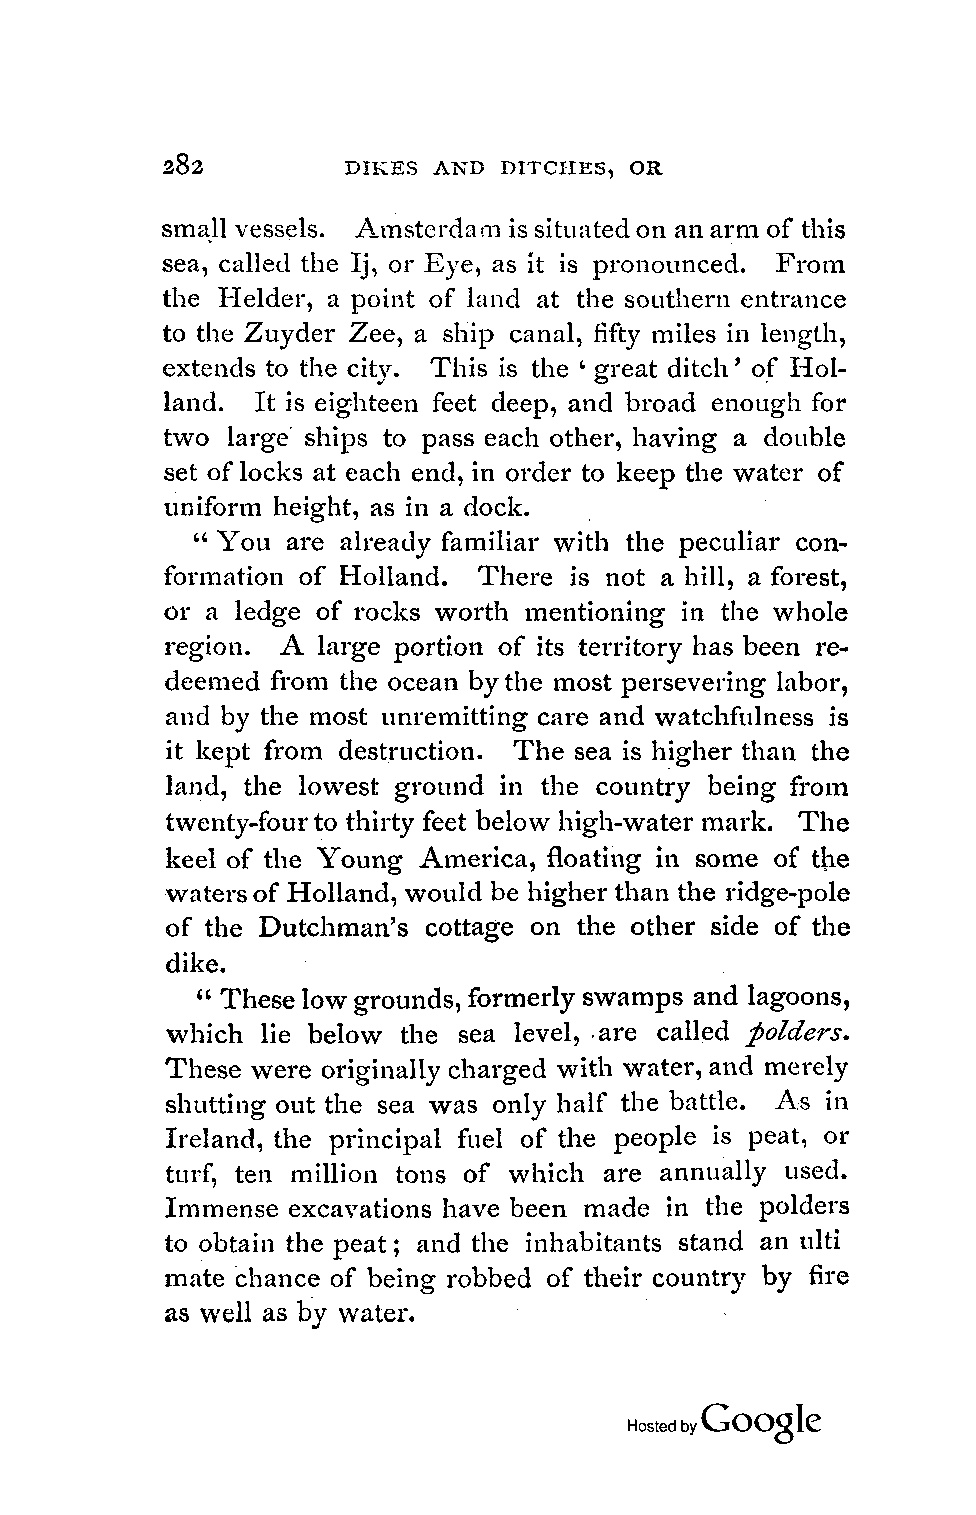 282 DIKES AND DITCHES, OR
small vessels. Amsterdam is situated on an arm of this
sea, called the Ij, or Eye, as it is pronounced. From
the Helder, a point of land at the southern entrance
to the Zuyder Zee, a ship canal, fifty miles in length,
extends to the city. This is the ‘great ditch’ of Hol-
land. It is eighteen feet deep, and broad enough for
two large ships to pass each other, having a double
set of locks at each end, in order to keep the water of
uniform height, as in a dock.
“You are already familiar with the peculiar con-
formation of Holland. There is not a hill, a forest,
or a ledge of rocks worth mentioning in the whole
region. A large portion of its territory has been re-
deemed from the ocean by the most persevering labor,
and by the most unremitting care and watchfulness is
it kept from destruction. The sea is higher than the
land, the lowest ground in the country being from
twenty-four to thirty feet below high-water mark. The
keel of the Young America, floating in some of the
waters of Holland, would be higher than the ridge-pole
of the Dutchman’s cottage on the other side of the
dike.
“These low grounds, formerly swamps and lagoons,
which lie below the sea level, are called polders.
These were originally charged with water, and merely
shutting out the sea was only half the battle. As in
Ireland, the principal fuel of the people is peat, or
turf, ten million tons of which are annually used.
Immense excavations have been made in the polders
to obtain the peat; and the inhabitants stand an ulti
mate chance of being robbed of their country by fire
as well as by water.
Hosted by Google